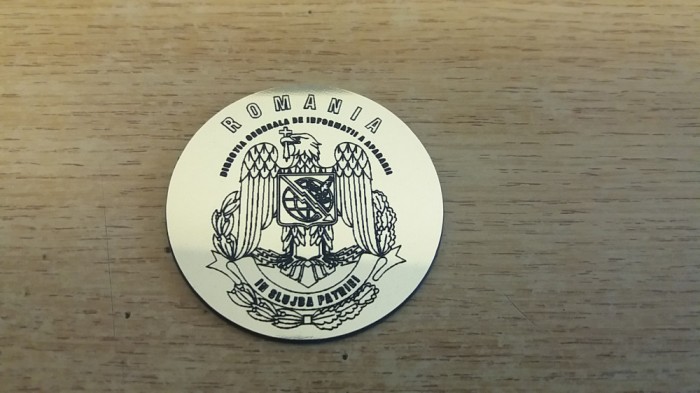 ROMANIA
DIRECTIA GENERALA DE INFORMATII A APARARII
IN SLUJBA PATRIEI